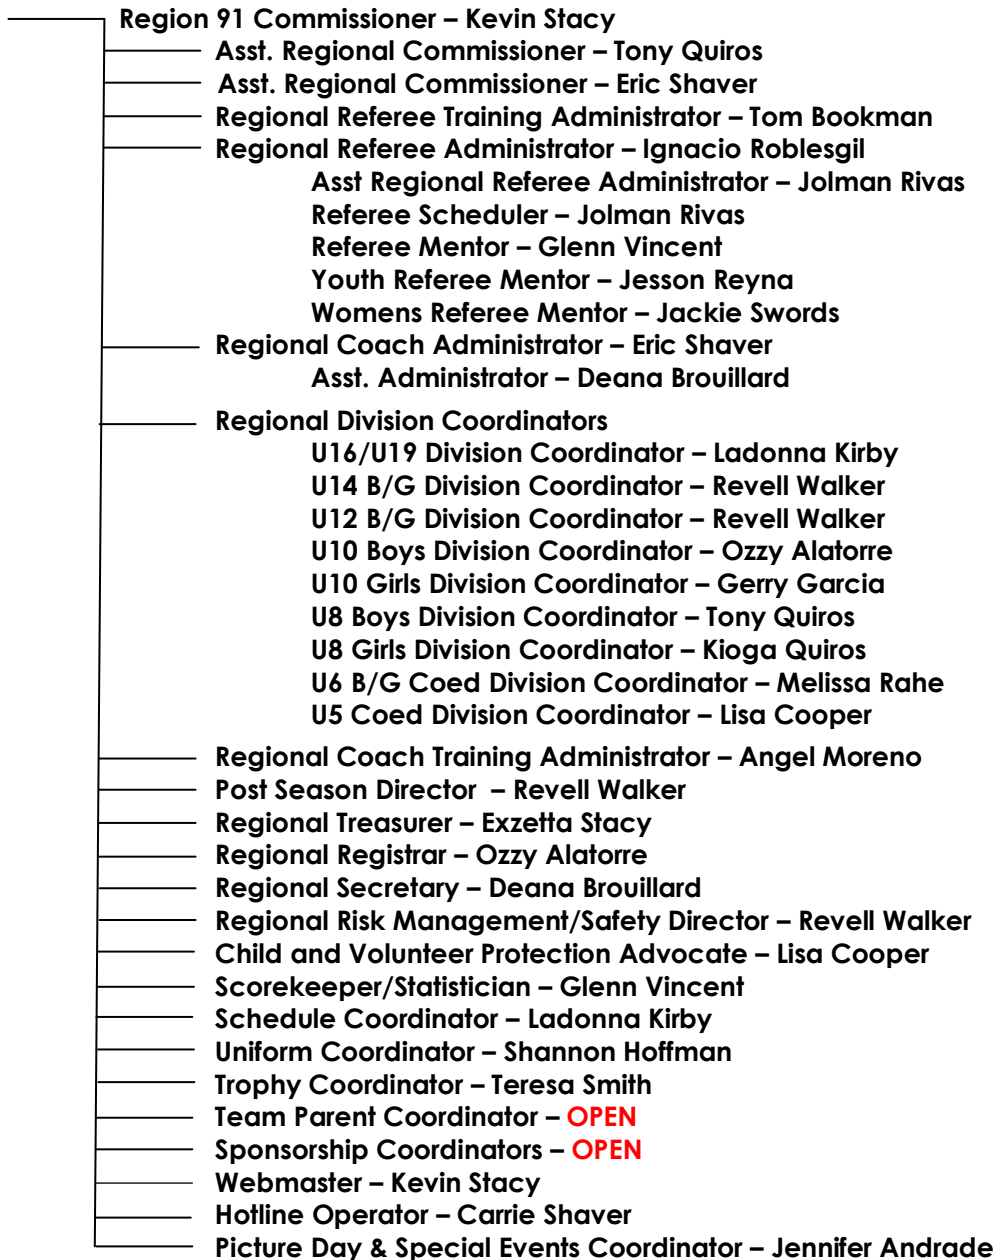 Region 91 Commissioner – Kevin Stacy
Asst. Regional Commissioner – Tony Quiros
Asst. Regional Commissioner – Eric Shaver
Regional Referee Training Administrator – Tom Bookman
Regional Referee Administrator – Ignacio Roblesgil
Asst Regional Referee Administrator – Jolman Rivas
Referee Scheduler – Jolman Rivas
Referee Mentor – Glenn Vincent
Youth Referee Mentor – Jesson Reyna
Womens Referee Mentor – Jackie Swords
Regional Coach Administrator – Eric Shaver
Asst. Administrator – Deana Brouillard
Regional Division Coordinators
U16/U19 Division Coordinator – Ladonna Kirby
U14 B/G Division Coordinator – Revell Walker
U12 B/G Division Coordinator – Revell Walker
U10 Boys Division Coordinator – Ozzy Alatorre
U10 Girls Division Coordinator – Gerry Garcia
U8 Boys Division Coordinator – Tony Quiros
U8 Girls Division Coordinator – Kioga Quiros
U6 B/G Coed Division Coordinator – Melissa Rahe
U5 Coed Division Coordinator – Lisa Cooper
Regional Coach Training Administrator – Angel Moreno
Post Season Director – Revell Walker
Regional Treasurer – Exzetta Stacy
Regional Registrar – Ozzy Alatorre
Regional Secretary – Deana Brouillard
Regional Risk Management/Safety Director – Revell Walker
Child and Volunteer Protection Advocate – Lisa Cooper
Scorekeeper/Statistician – Glenn Vincent
Schedule Coordinator – Ladonna Kirby
Uniform Coordinator – Shannon Hoffman
Trophy Coordinator – Teresa Smith
Team Parent Coordinator – OPEN
Sponsorship Coordinators – OPEN
Webmaster – Kevin Stacy
Hotline Operator – Carrie Shaver
Picture Day & Special Events Coordinator – Jennifer Andrade